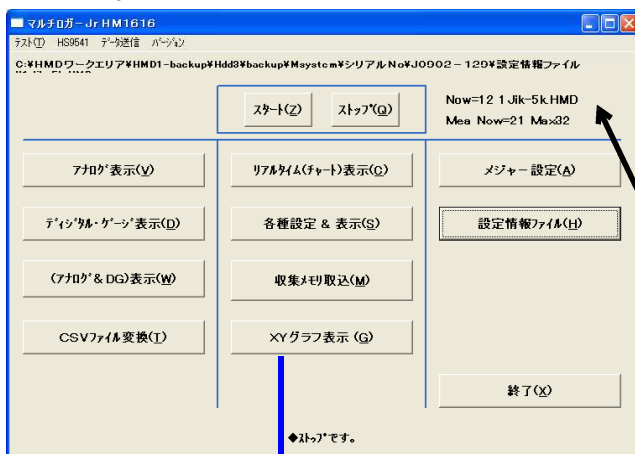 マルチロガーJr HM1616
ﾃｽﾄ(T) HS9541 ﾃﾞｰﾀ送信 ﾊﾞｰｼﾞｮﾝ
C:¥HMDワークエリア¥HMD1-backup¥Hdd3¥backup¥Msystem¥シリアルNo¥J0902－129¥設定情報ファイル
ｽﾀｰﾄ(Z) ｽﾄｯﾌﾟ(Q)
Now=12 1 Jik-5k.HMD
Mea Now=21 Max32
ｱﾅﾛｸﾞ表示(V) ﾘｱﾙﾀｲﾑ(ﾁｬｰﾄ)表示(C) メジャー設定(A)
ﾃﾞｨｼﾞﾀﾙ・ｹﾞｰｼﾞ表示(D) 各種設定 & 表示(S) 設定情報ﾌｧｲﾙ(H)
(ｱﾅﾛｸﾞ& DG)表示(W) 収集ﾒﾓﾘ取込(M)
CSVﾌｧｲﾙ変換(T) XYグラフ表示 (G)
終了(X)
◆ｽﾄｯﾌﾟです。